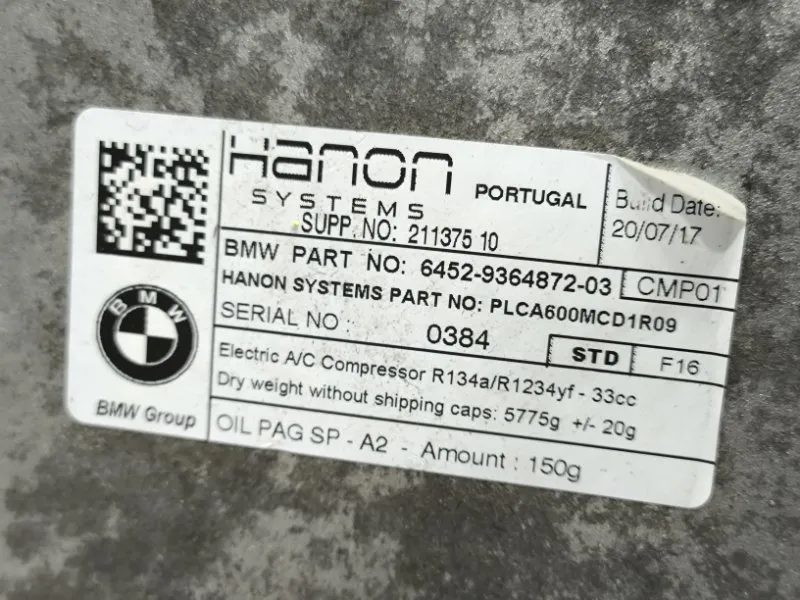 Hanon
SYSTEMS
PORTUGAL
Build Date:
20/07/17
SUPP. NO: 211375 10
BMW PART NO: 6452-9364872-03
CMP01
HANON SYSTEMS PART NO: PLCA600MCD1R09
SERIAL NO : 0384
STD
F16
Electric A/C Compressor R134a/R1234yf - 33cc
Dry weight without shipping caps: 5775g +/- 20g
OIL PAG SP - A2 - Amount : 150g
BMW
BMW Group